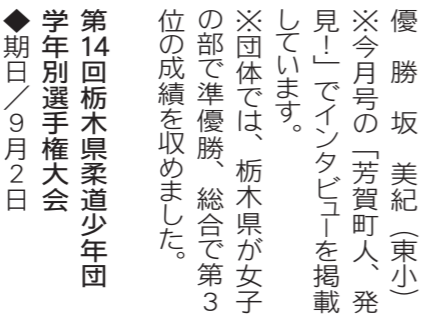 優　勝　坂　美紀（東小）
※今月号の「芳賀町人、発
見！」でインタビューを掲載
しています。
※団体では、栃木県が女子
の部で準優勝、総合で第３
位の成績を収めました。
第14回栃木県柔道少年団
学年別選手権大会
◆期日／９月２日